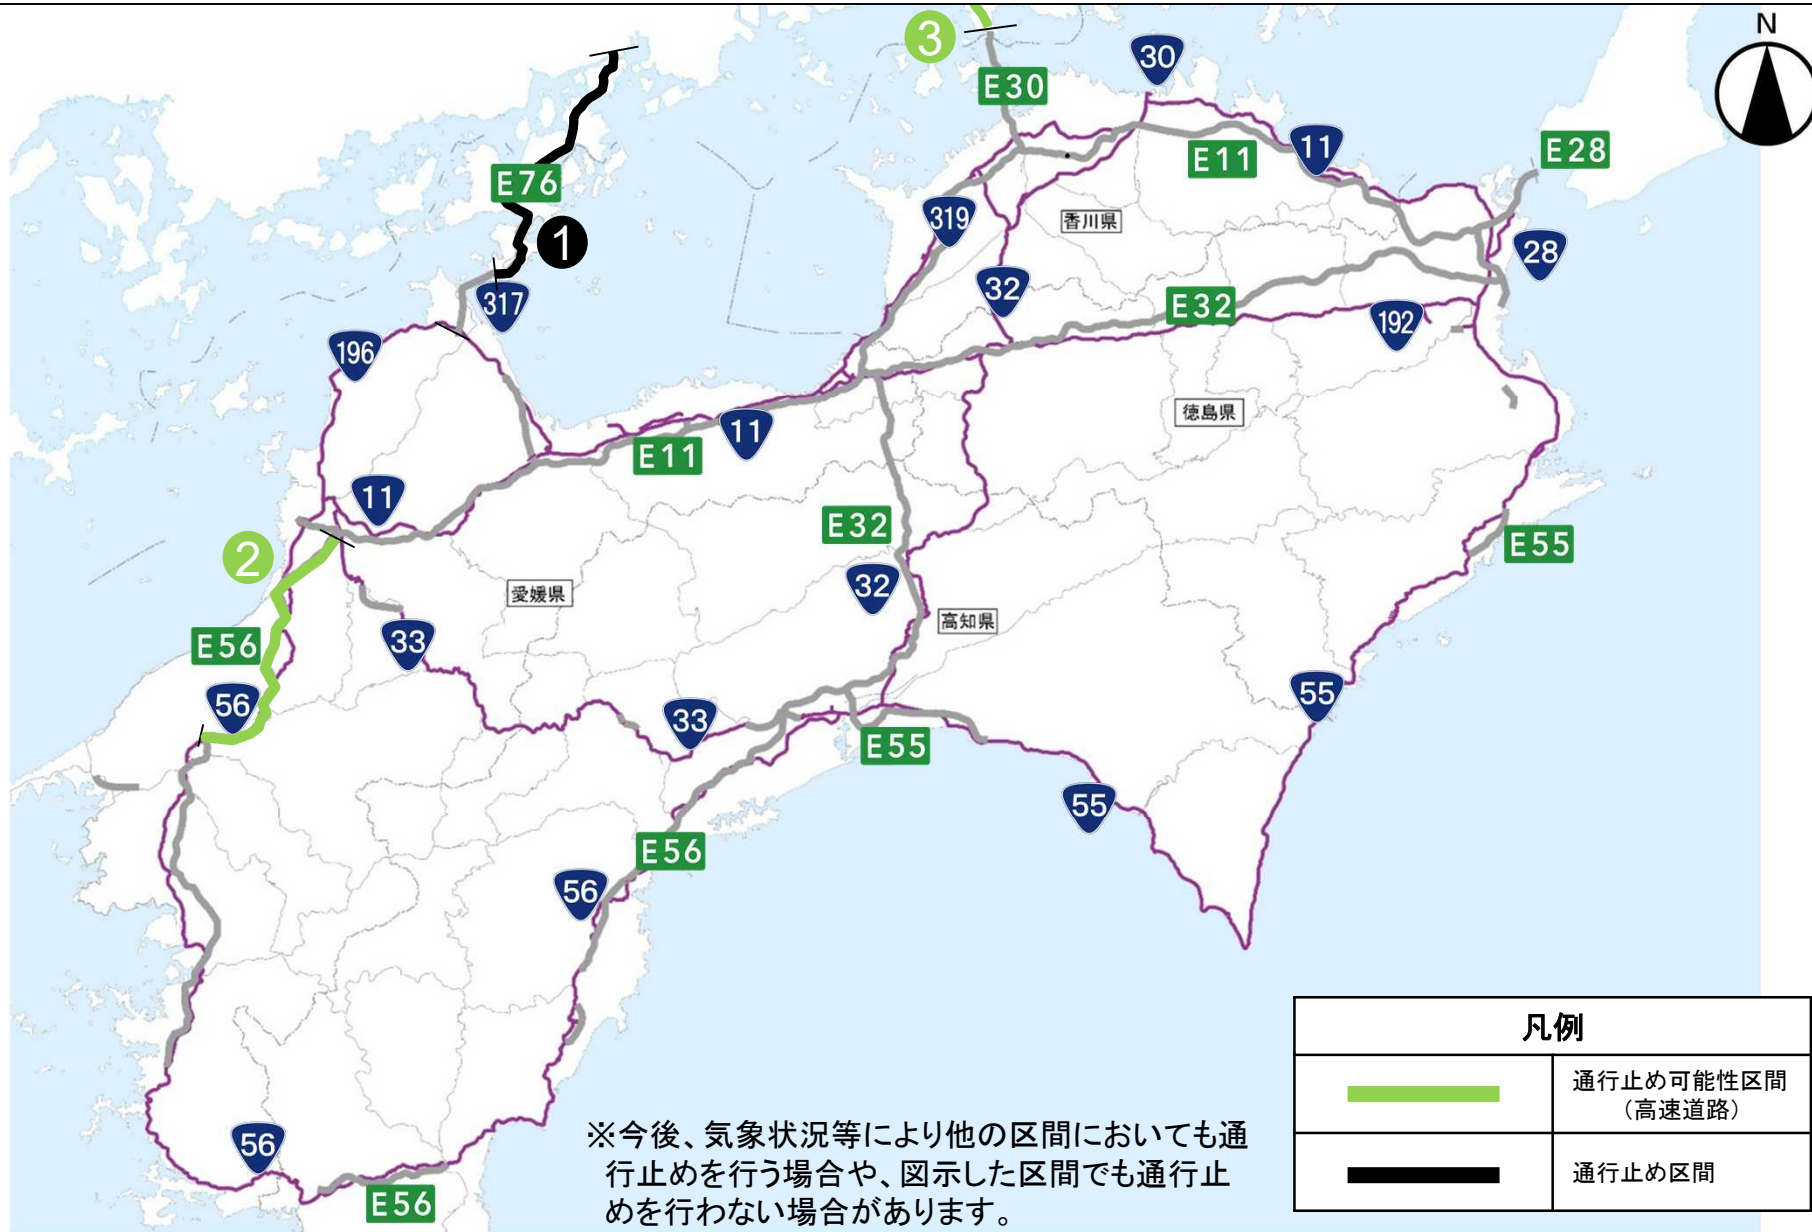 3
30
N
E30
E11
11
E28
E76
319
香川県
1
28
32
317
E32
192
196
徳島県
11
E11
11
E32
2
E55
愛媛県
32
高知県
33
E56
56
33
55
E55
55
E56
56
56
E56
※今後、気象状況等により他の区間においても通
行止めを行う場合や、図示した区間でも通行止
めを行わない場合があります。
凡例
通行止め可能性区間
（高速道路）
通行止め区間